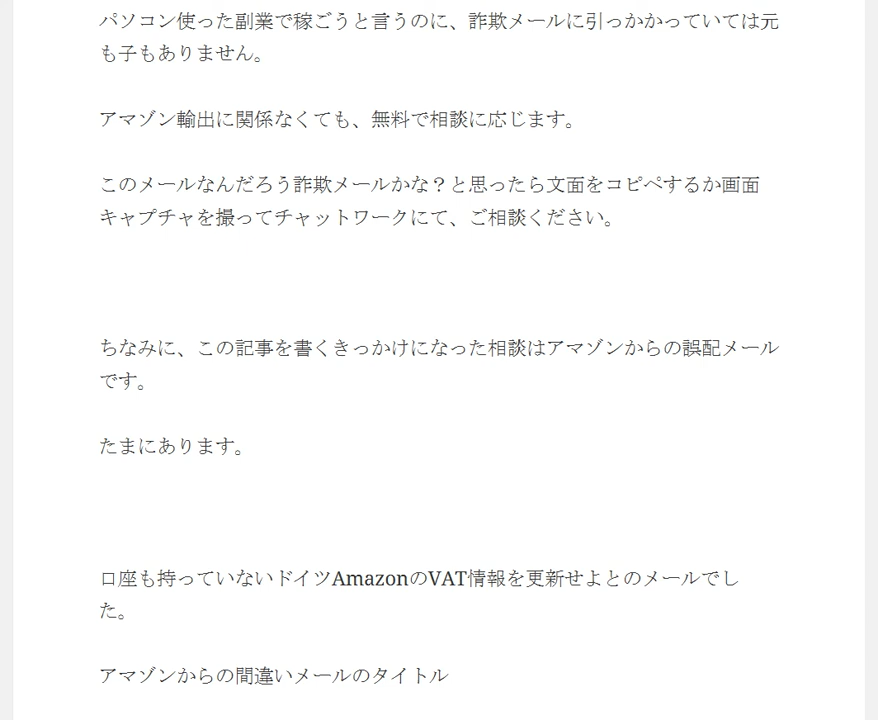 パソコン使った副業で稼ごうと言うのに、詐欺メールに引っかかっていては元
も子もありません。
アマゾン輸出に関係なくても、無料で相談に応じます。
このメールなんだろう詐欺メールかな？と思ったら文面をコピペするか画面
キャプチャを撮ってチャットワークにて、ご相談ください。
ちなみに、この記事を書くきっかけになった相談はアマゾンからの誤配メール
です。
たまにあります。
口座も持っていないドイツAmazonのVAT情報を更新せよとのメールでし
た。
アマゾンからの間違いメールのタイトル